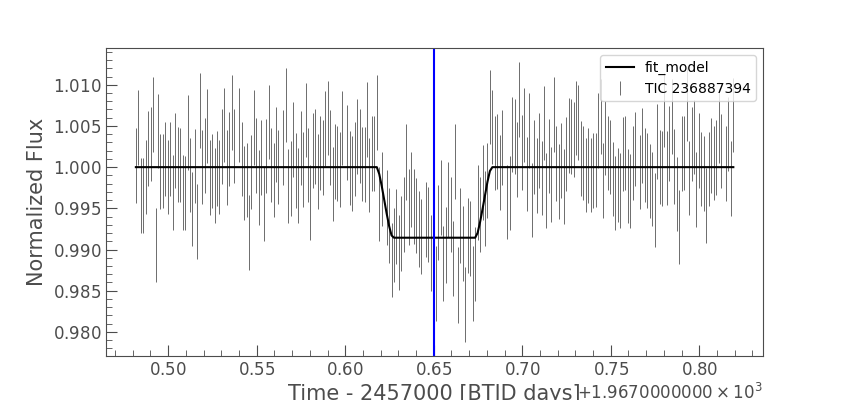 fit_model
TIC 236887394
Normalized Flux
1.010
1.005
1.000
0.995
0.990
0.985
0.980
0.50 0.55 0.60 0.65 0.70 0.75 0.80
Time - 2457000 [BTJD days]
+1.9670000000 × 10³